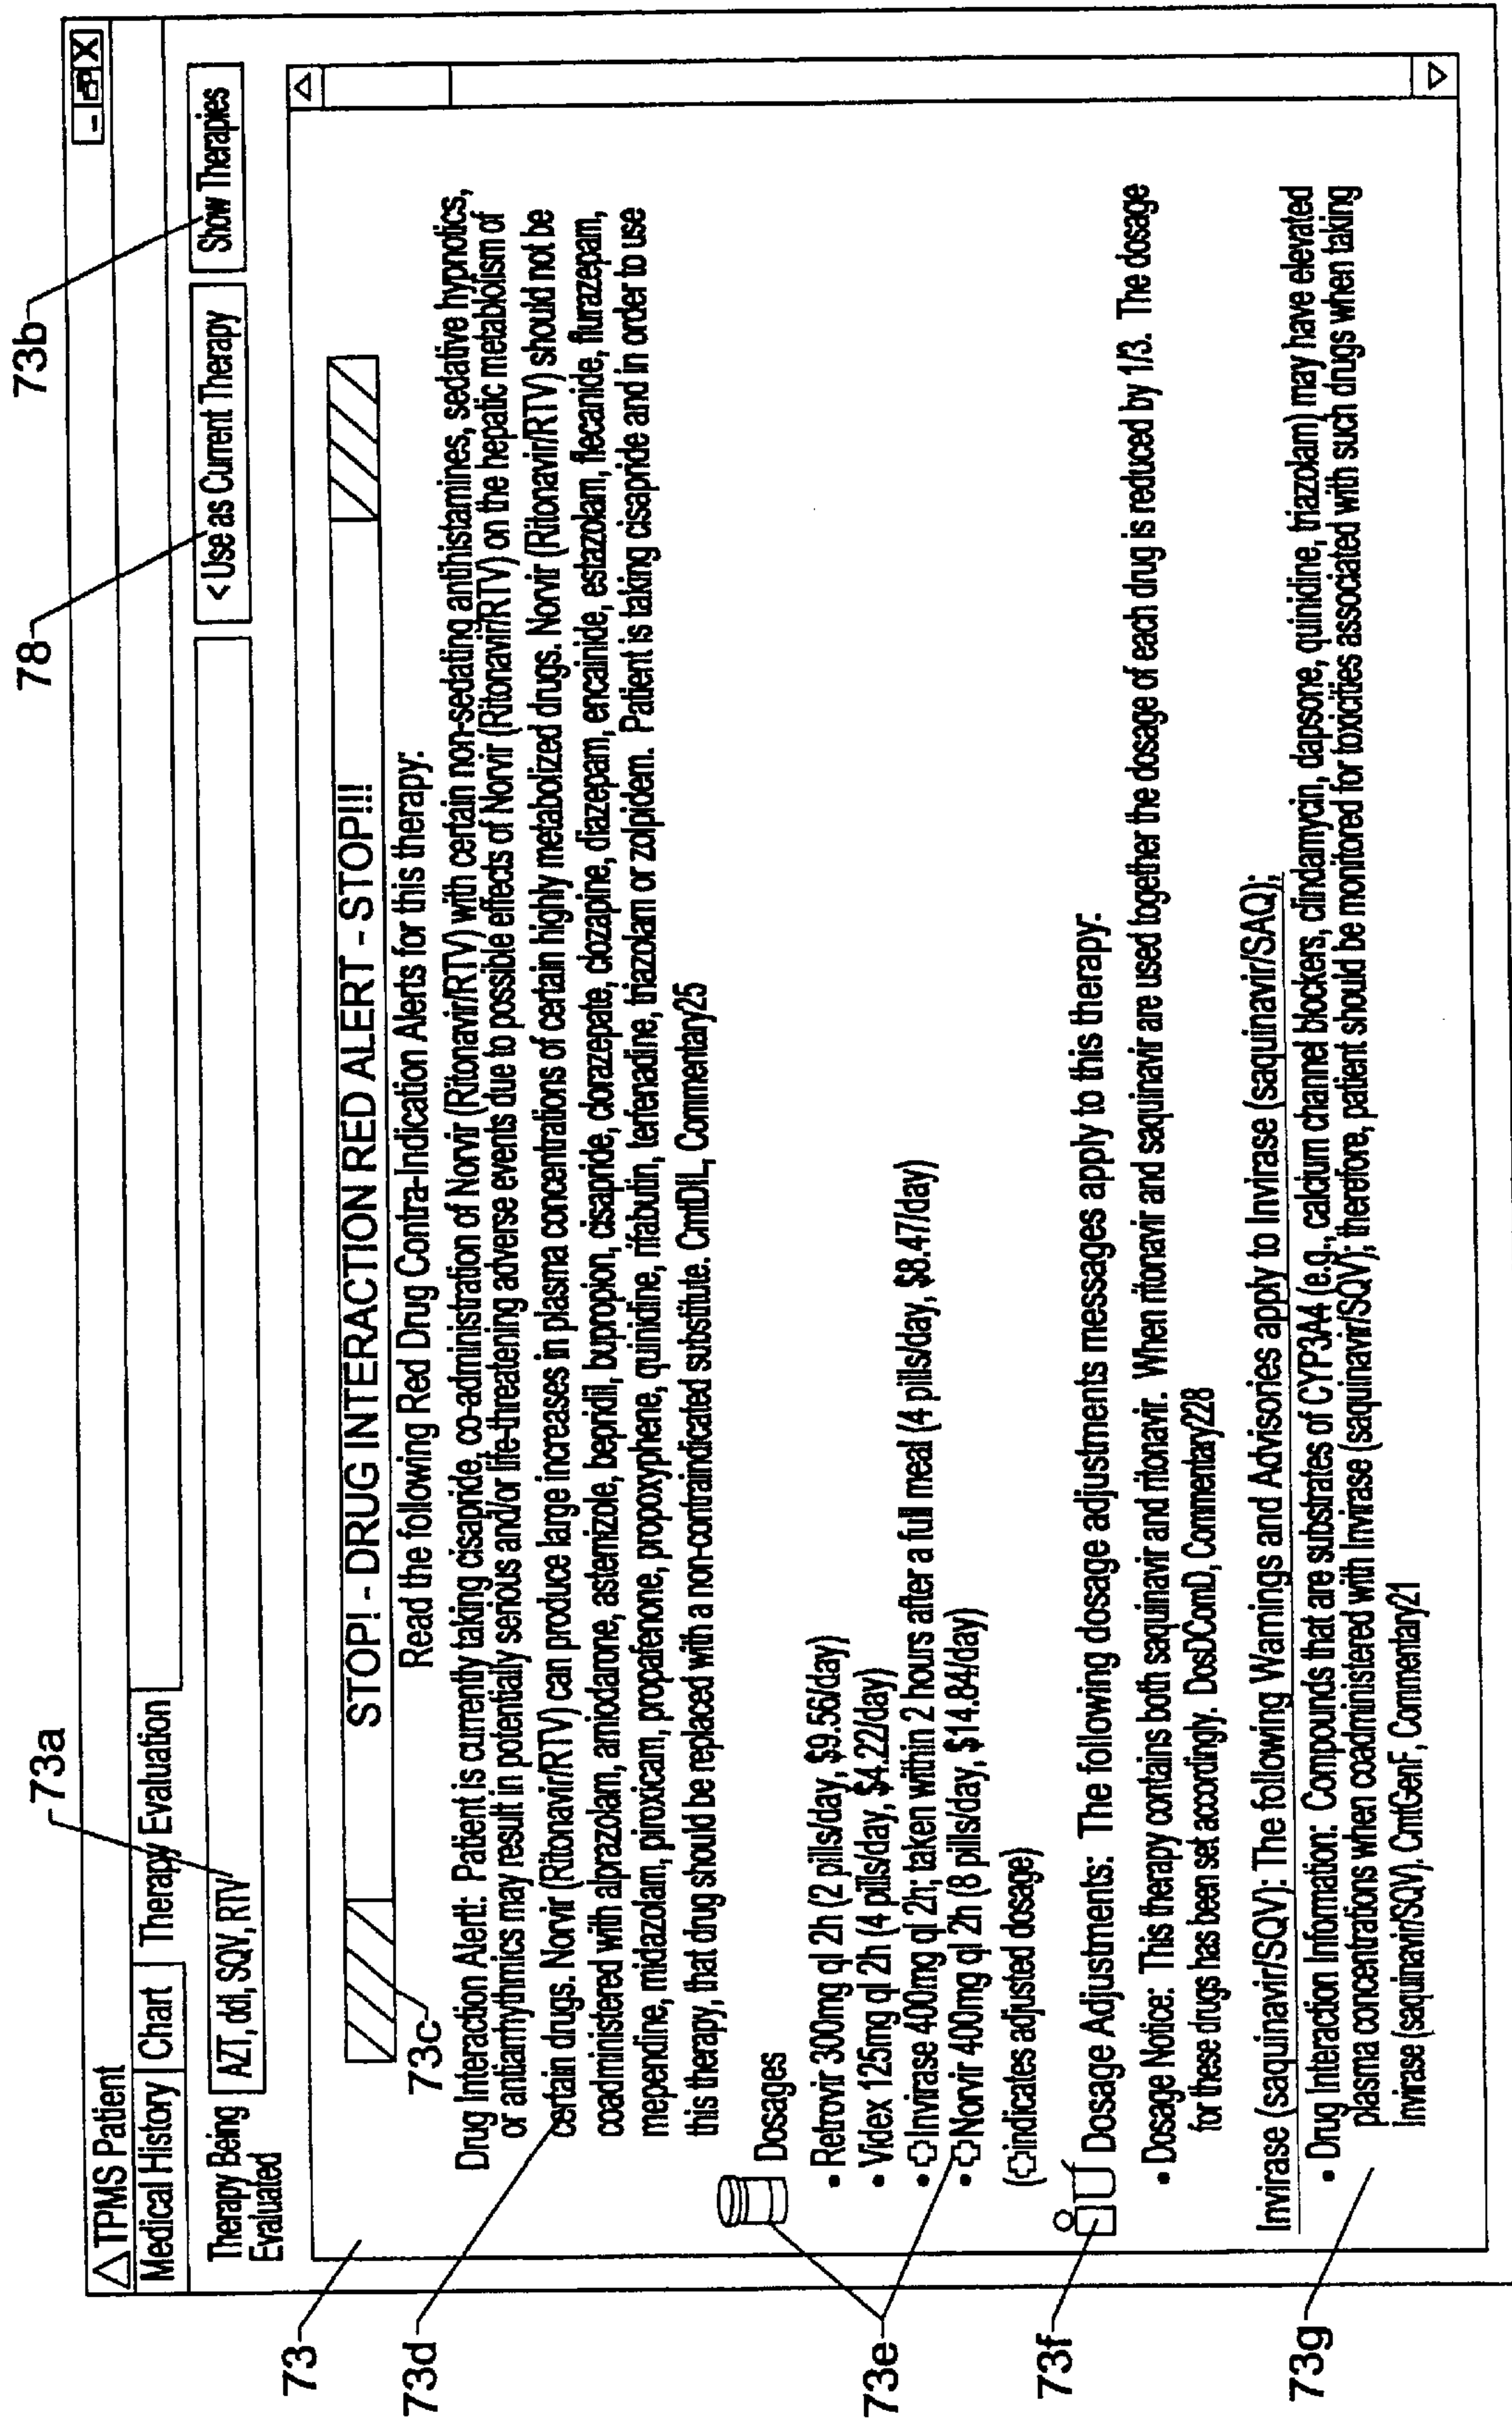 73a
78
73b
△TPMS Patient
Medical History
Chart
Therapy Evaluation
Therapy Being
Evaluated
AZT, ddI, SQV, RTV
< Use as Current Therapy
Show Therapies
73
STOP! - DRUG INTERACTION RED ALERT - STOP!!!
73c
Read the following Red Drug Contra-Indication Alerts for this therapy:
73d
Drug Interaction Alert!: Patient is currently taking cisapride, co-administration of Norvir (Ritonavir/RTV) with certain non-sedating antihistamines, sedative hypnotics,
or antiarrhythmics may result in potentially serious and/or life-threatening adverse events due to possible effects of Norvir (Ritonavir/RTV) on the hepatic metablolism of
certain drugs. Norvir (Ritonavir/RTV) can produce large increases in plasma concentrations of certain highly metabolized drugs. Norvir (Ritonavir/RTV) should not be
coadministered with alprazolam, amiodarone, astemizole, bepridil, bupropion, cisapride, clorazepate, clozapine, diazepam, encainide, estazolam, flecanide, flurazepam,
mependine, midazolam, piroxicam, propafenone, propoxyphene, quinidine, rifabutin, terfenadine, triazolam or zolpidem. Patient is taking cisapride and in order to use
this therapy, that drug should be replaced with a non-contraindicated substitute. CmtDIL, Commentary25
73e
Dosages
• Retrovir 300mg ql 2h (2 pills/day, $9.56/day)
• Videx 125mg ql 2h (4 pills/day, $4.22/day)
• Invirase 400mg ql 2h; taken within 2 hours after a full meal (4 pills/day, $8.47/day)
• Norvir 400mg ql 2h (8 pills/day, $14.84/day)
( indicates adjusted dosage)
73f
Dosage Adjustments: The following dosage adjustments messages apply to this therapy:
• Dosage Notice: This therapy contains both saquinavir and ritonavir. When ritonavir and saquinavir are used together the dosage of each drug is reduced by 1/3. The dosage
for these drugs has been set accordingly. DosDComD, Commentary228
Invirase (saquinavir/SQV): The following Warnings and Advisories apply to Invirase (saquinavir/SAQ):
73g
• Drug Interaction Information: Compounds that are substrates of CYP3A4 (e.g., calcium channel blockers, clindamycin, dapsone, quinidine, triazolam) may have elevated
plasma concentrations when coadministered with Invirase (saquinavir/SQV); therefore, patient should be monitored for toxicities associated with such drugs when taking
Invirase (saquinavir/SQV). CmtGenF, Commentary21